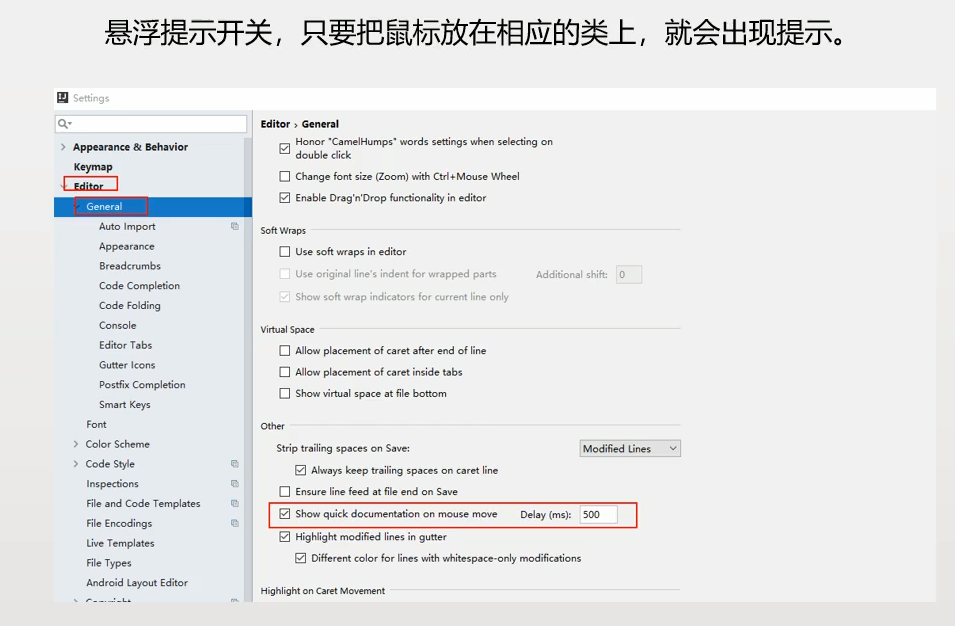 悬浮提示开关，只要把鼠标放在相应的类上，就会出现提示。
Settings
Appearance & Behavior
Keymap
Editor
General
Auto Import
Appearance
Breadcrumbs
Code Completion
Code Folding
Console
Editor Tabs
Gutter Icons
Postfix Completion
Smart Keys
Font
Color Scheme
Code Style
Inspections
File and Code Templates
File Encodings
Live Templates
File Types
Android Layout Editor
Copyright
Editor › General
Honor "CamelHumps" words settings when selecting on
double click
Change font size (Zoom) with Ctrl+Mouse Wheel
Enable Drag'n'Drop functionality in editor
Soft Wraps
Use soft wraps in editor
Use original line's indent for wrapped parts Additional shift: 0
Show soft wrap indicators for current line only
Virtual Space
Allow placement of caret after end of line
Allow placement of caret inside tabs
Show virtual space at file bottom
Other
Strip trailing spaces on Save: Modified Lines
Always keep trailing spaces on caret line
Ensure line feed at file end on Save
Show quick documentation on mouse move Delay (ms): 500
Highlight modified lines in gutter
Different color for lines with whitespace-only modifications
Highlight on Caret Movement